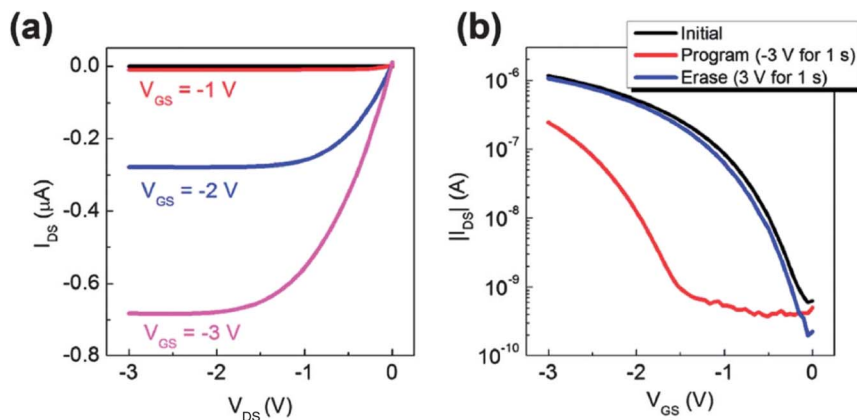 (a)
0.0
-0.2
-0.4
-0.6
-0.8
I_DS (μA)
V_GS = -1 V
V_GS = -2 V
V_GS = -3 V
-3 -2 -1 0
V_DS (V)
(b)
Initial
Program (-3 V for 1 s)
Erase (3 V for 1 s)
10^-6
10^-7
10^-8
10^-9
10^-10
||I_DS| (A)
-3 -2 -1 0
V_GS (V)